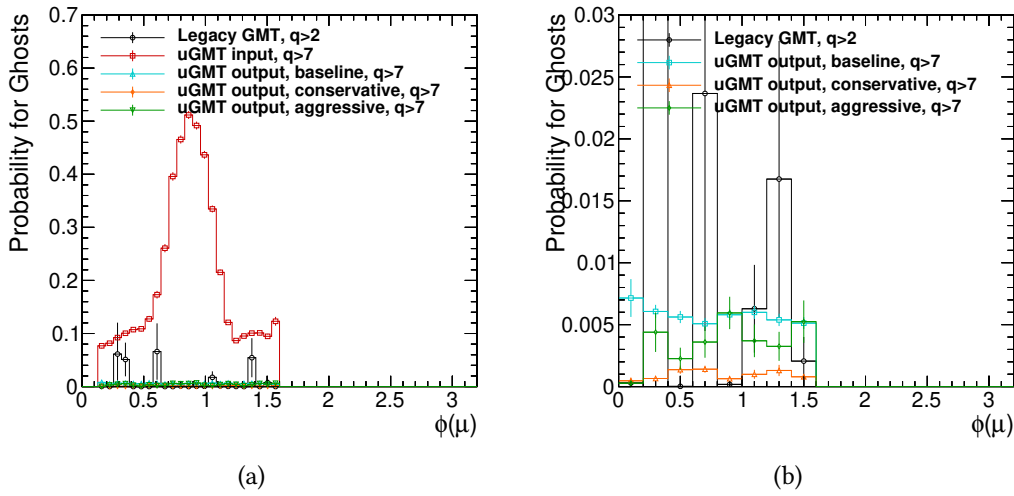 0.7
0.6
0.5
0.4
0.3
0.2
0.1
0
Probability for Ghosts
Legacy GMT, q>2
uGMT input, q>7
uGMT output, baseline, q>7
uGMT output, conservative, q>7
uGMT output, aggressive, q>7
0 0.5 1 1.5 2 2.5 3
ϕ(μ)
(a)
0.03
0.025
0.02
0.015
0.01
0.005
0
Probability for Ghosts
Legacy GMT, q>2
uGMT output, baseline, q>7
uGMT output, conservative, q>7
uGMT output, aggressive, q>7
0 0.5 1 1.5 2 2.5 3
ϕ(μ)
(b)